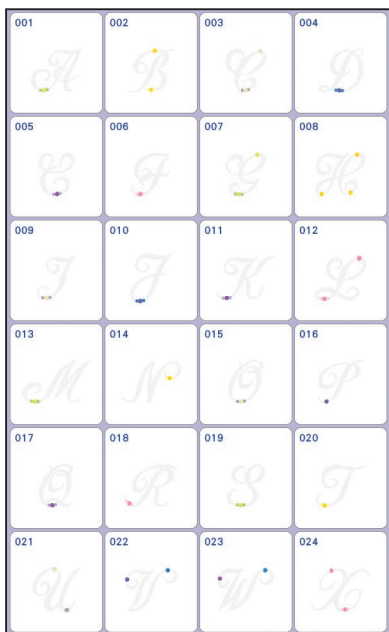 001 002 003 004
A B C D
005 006 007 008
E F G H
009 010 011 012
I J K L
013 014 015 016
M N O P
017 018 019 020
Q R S T
021 022 023 024
U V W X